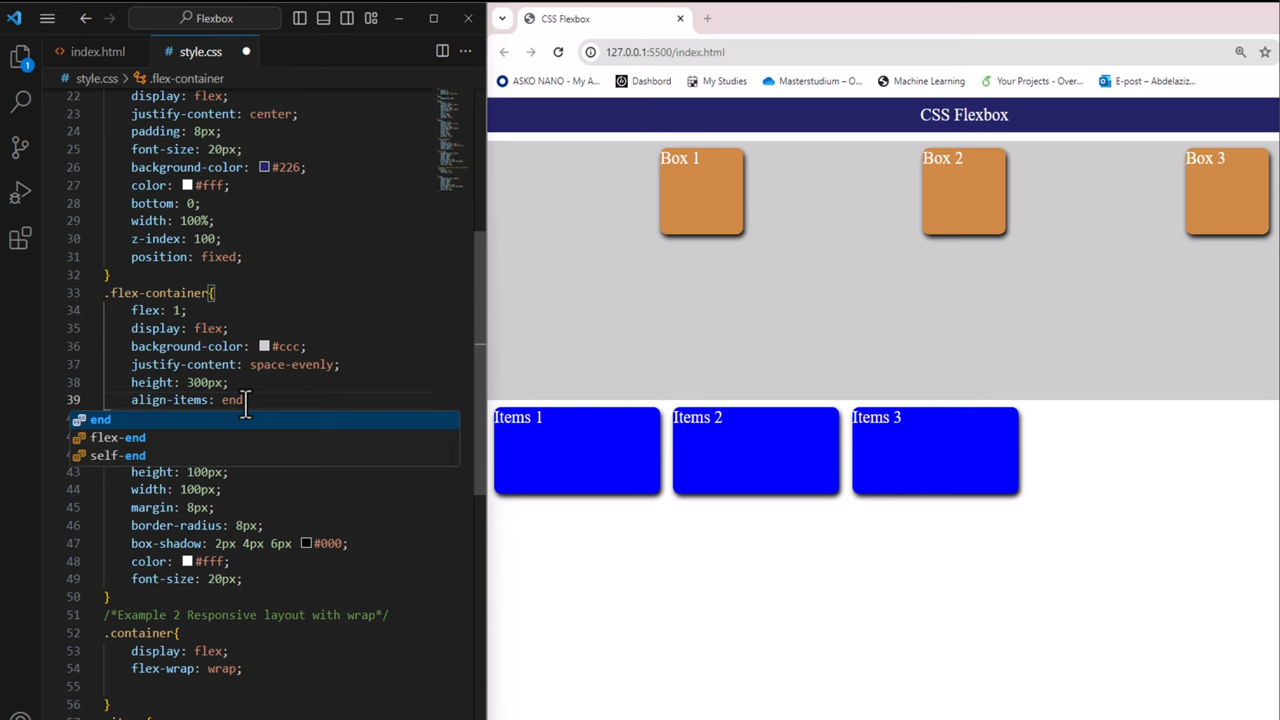 Flexbox
index.html
style.css
style.css > .flex-container
22 display: flex;
23 justify-content: center;
24 padding: 8px;
25 font-size: 20px;
26 background-color: #226;
27 color: #fff;
28 bottom: 0;
29 width: 100%;
30 z-index: 100;
31 position: fixed;
32 }
33 .flex-container{
34 flex: 1;
35 display: flex;
36 background-color: #ccc;
37 justify-content: space-evenly;
38 height: 300px;
39 align-items: end
end
flex-end
self-end
43 height: 100px;
44 width: 100px;
45 margin: 8px;
46 border-radius: 8px;
47 box-shadow: 2px 4px 6px #000;
48 color: #fff;
49 font-size: 20px;
50 }
51 /*Example 2 Responsive layout with wrap*/
52 .container{
53 display: flex;
54 flex-wrap: wrap;
55
56 }
1
CSS Flexbox
127.0.0.1:5500/index.html
ASKO NANO - My A...
Dashbord
My Studies
Masterstudium – O...
Machine Learning
Your Projects - Over...
E-post – Abdelaziz...
CSS Flexbox
Box 1
Box 2
Box 3
Items 1
Items 2
Items 3